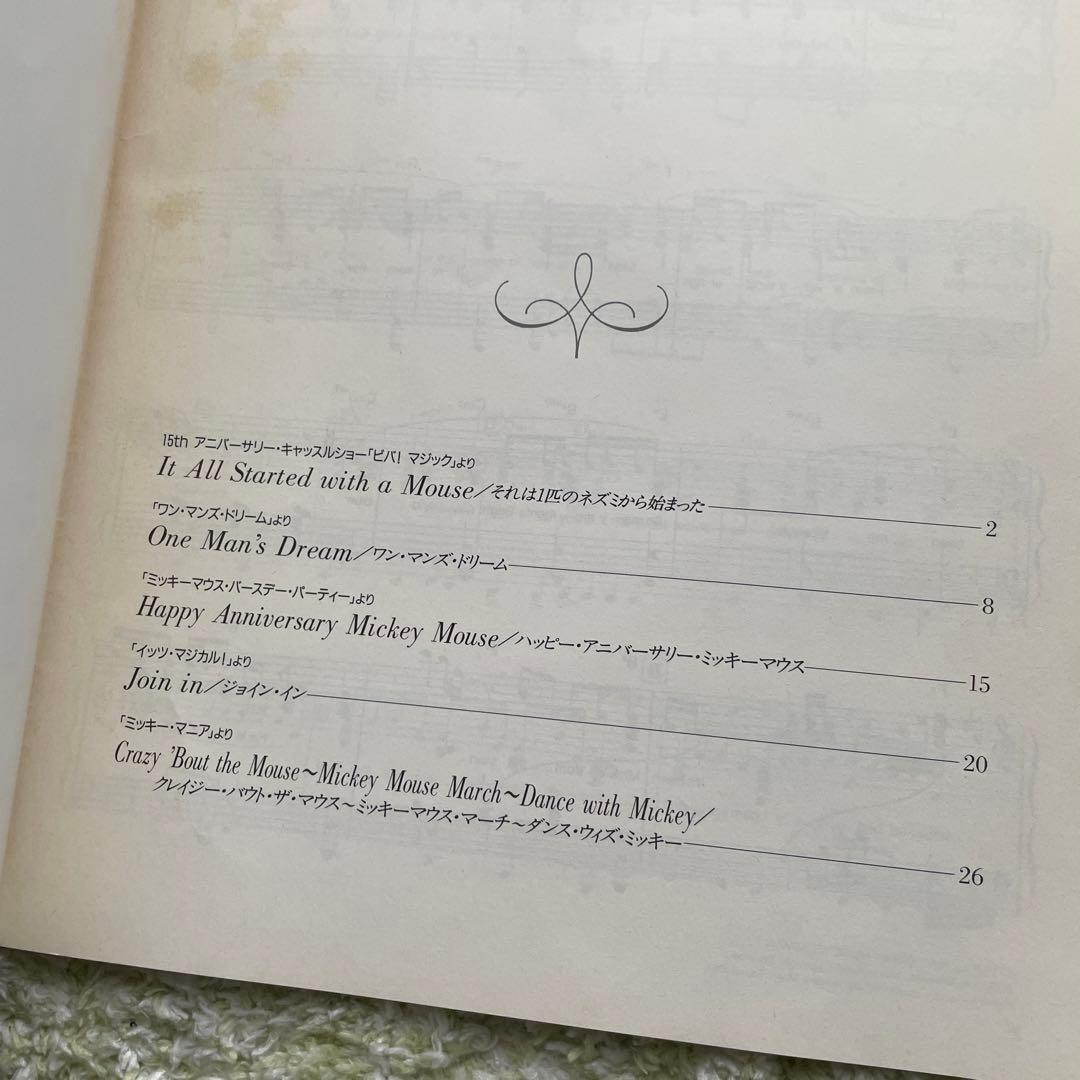 15th アニバーサリー・キャッスルショー「ビバ! マジック」より
It All Started with a Mouse/それは1匹のネズミから始まった 2
「ワン・マンズ・ドリーム」より
One Man's Dream/ワン・マンズ・ドリーム 8
「ミッキーマウス・バースデー・パーティー」より
Happy Anniversary Mickey Mouse/ハッピー・アニバーサリー・ミッキーマウス 15
「イッツ・マジカル!」より
Join in/ジョイン・イン 20
「ミッキー・マニア」より
Crazy 'Bout the Mouse~Mickey Mouse March~Dance with Mickey/
クレイジー・バウト・ザ・マウス~ミッキーマウス・マーチ~ダンス・ウィズ・ミッキー 26